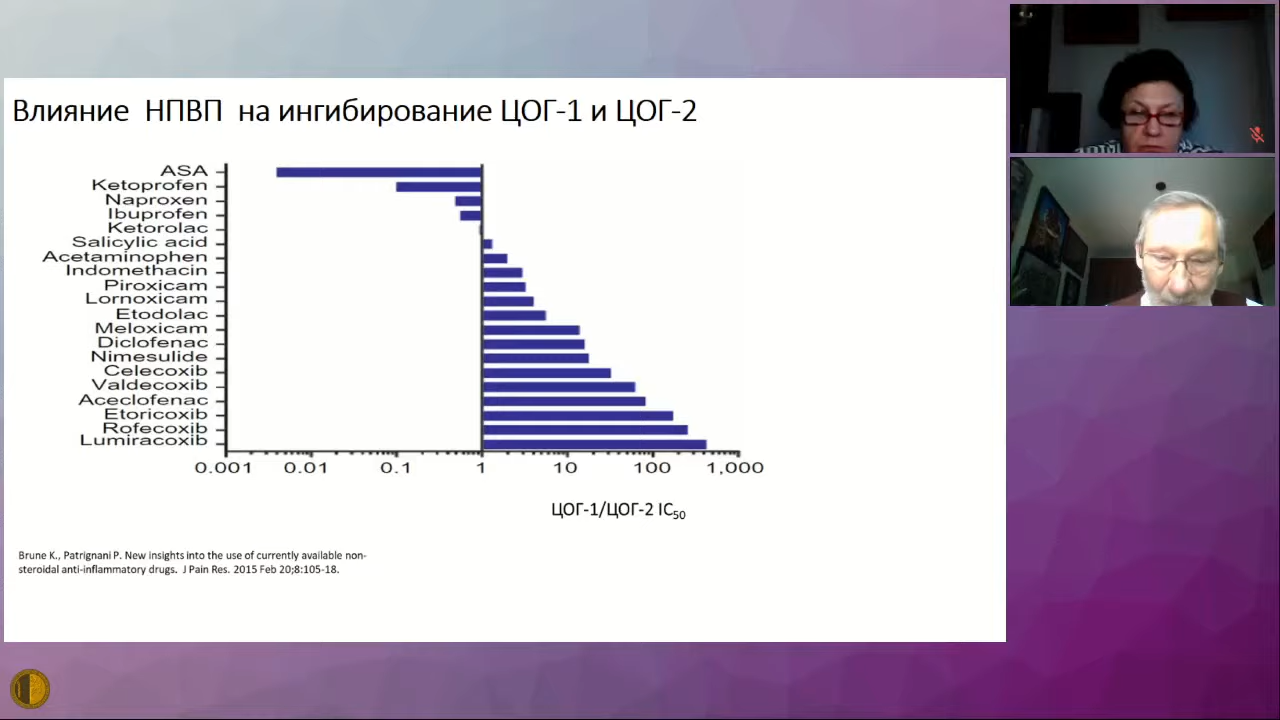 Влияние НПВП на ингибирование ЦОГ-1 и ЦОГ-2
ASA
Ketoprofen
Naproxen
Ibuprofen
Ketorolac
Salicylic acid
Acetaminophen
Indomethacin
Piroxicam
Lornoxicam
Etodolac
Meloxicam
Diclofenac
Nimesulide
Celecoxib
Valdecoxib
Aceclofenac
Etoricoxib
Rofecoxib
Lumiracoxib
0.001 0.01 0.1 1 10 100 1,000
ЦОГ-1/ЦОГ-2 IC50
Brune K., Patrignani P. New insights into the use of currently available non-
steroidal anti-inflammatory drugs. J Pain Res. 2015 Feb 20;8:105-18.